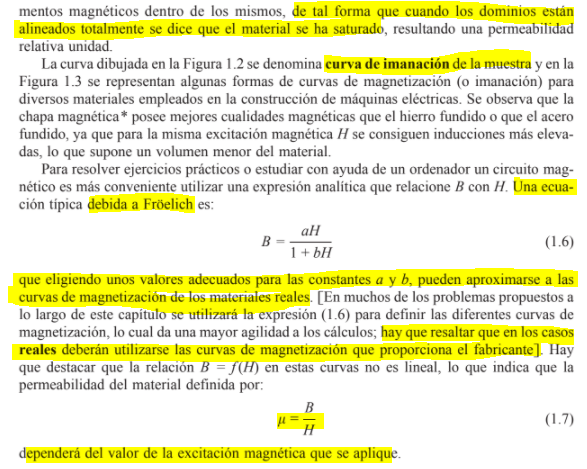 mentos magnéticos dentro de los mismos, de tal forma que cuando los dominios están
alineados totalmente se dice que el material se ha saturado, resultando una permeabilidad
relativa unidad.
La curva dibujada en la Figura 1.2 se denomina curva de imanación de la muestra y en la
Figura 1.3 se representan algunas formas de curvas de magnetización (o imanación) para
diversos materiales empleados en la construcción de máquinas eléctricas. Se observa que la
chapa magnética* posee mejores cualidades magnéticas que el hierro fundido o que el acero
fundido, ya que para la misma excitación magnética H se consiguen inducciones más eleva-
das, lo que supone un volumen menor del material.
Para resolver ejercicios prácticos o estudiar con ayuda de un ordenador un circuito mag-
nético es más conveniente utilizar una expresión analítica que relacione B con H. Una ecua-
ción típica debida a Fröelich es:
B = aH / 1 + bH (1.6)
que eligiendo unos valores adecuados para las constantes a y b, pueden aproximarse a las
curvas de magnetización de los materiales reales. [En muchos de los problemas propuestos a
lo largo de este capítulo se utilizará la expresión (1.6) para definir las diferentes curvas de
magnetización, lo cual da una mayor agilidad a los cálculos; hay que resaltar que en los casos
reales deberán utilizarse las curvas de magnetización que proporciona el fabricante]. Hay
que destacar que la relación B = f(H) en estas curvas no es lineal, lo que indica que la
permeabilidad del material definida por:
μ = B / H (1.7)
dependerá del valor de la excitación magnética que se aplique.